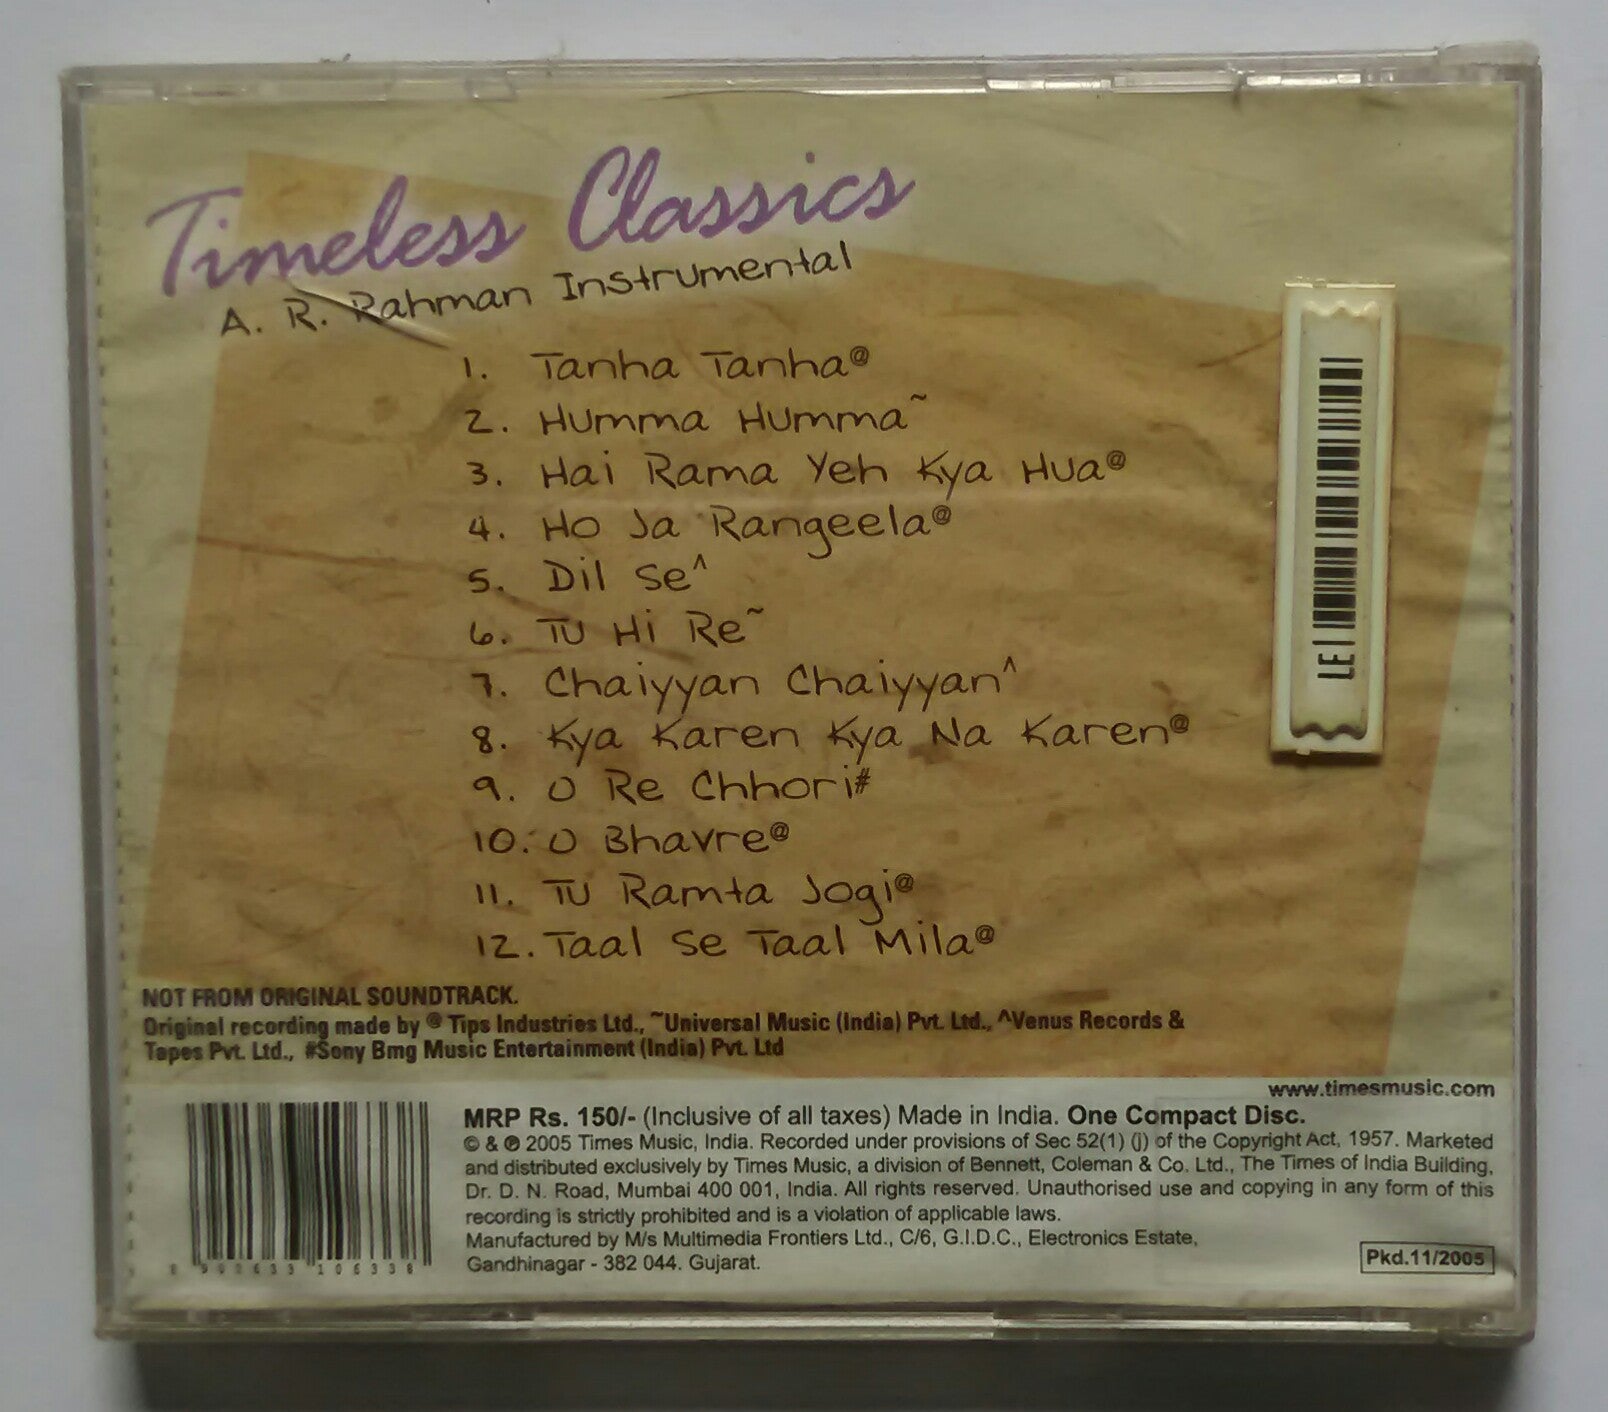 Timeless Classics
A. R. Rahman Instrumental
1. Tanha Tanha@
2. Humma Humma~
3. Hai Rama Yeh Kya Hua@
4. Ho Ja Rangeela@
5. Dil Se^
6. Tu Hi Re~
7. Chaiyyan Chaiyyan^
8. Kya Karen Kya Na Karen@
9. O Re Chhori#
10. O Bhavre@
11. Tu Ramta Jogi@
12. Taal Se Taal Mila@
NOT FROM ORIGINAL SOUNDTRACK.
Original recording made by @ Tips Industries Ltd., ~Universal Music (India) Pvt. Ltd., ^Venus Records &
Tapes Pvt. Ltd., #Sony Bmg Music Entertainment (India) Pvt. Ltd
www.timesmusic.com
MRP Rs. 150/- (Inclusive of all taxes) Made in India. One Compact Disc.
© & ℗ 2005 Times Music, India. Recorded under provisions of Sec 52(1) (j) of the Copyright Act, 1957. Marketed
and distributed exclusively by Times Music, a division of Bennett, Coleman & Co. Ltd., The Times of India Building,
Dr. D. N. Road, Mumbai 400 001, India. All rights reserved. Unauthorised use and copying in any form of this
recording is strictly prohibited and is a violation of applicable laws.
Manufactured by M/s Multimedia Frontiers Ltd., C/6, G.I.D.C., Electronics Estate,
Gandhinagar - 382 044. Gujarat.
Pkd.11/2005
8 900633 106338